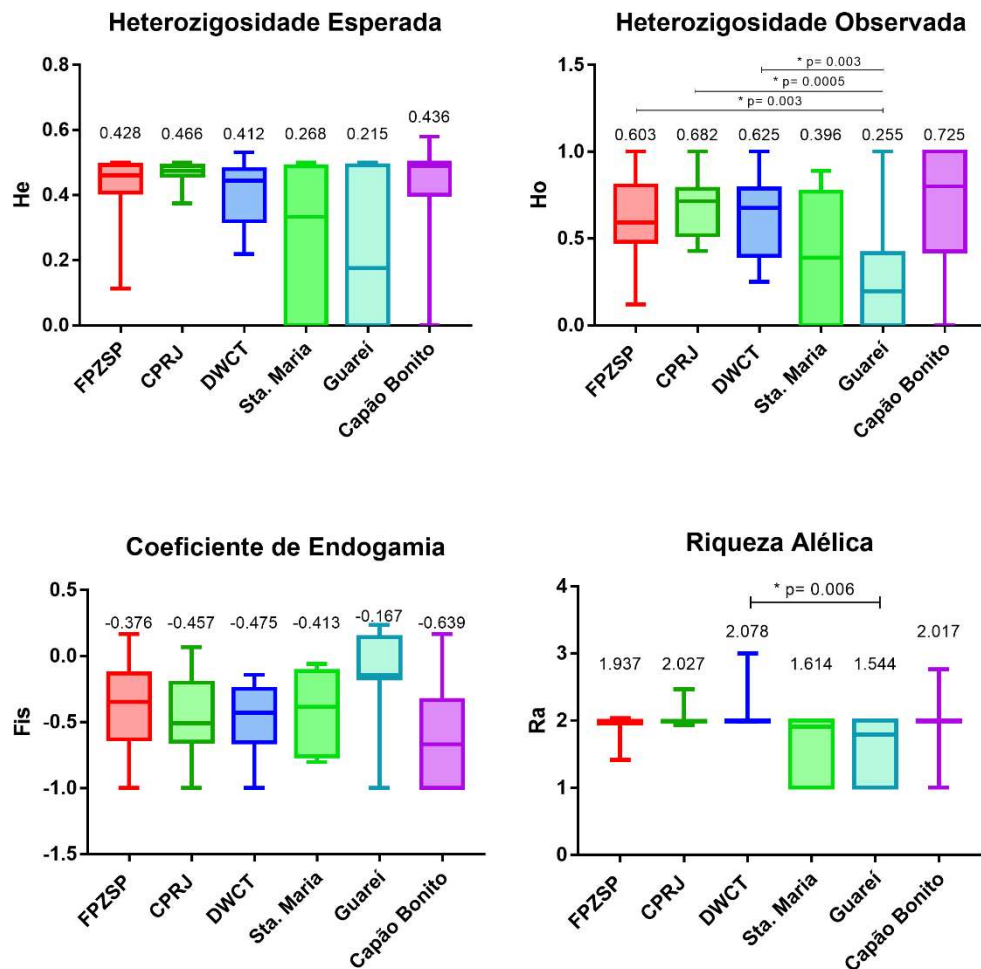 Heterozigosidade Esperada
0.8
0.6
0.4
0.2
0.0
He
0.428
0.466
0.412
0.268
0.215
0.436
FPZSP
CPRJ
DWCT
Sta. Maria
Guareí
Capão Bonito
Heterozigosidade Observada
1.5
1.0
0.5
0.0
Ho
* p= 0.003
* p= 0.0005
* p= 0.003
0.603
0.682
0.625
0.396
0.255
0.725
FPZSP
CPRJ
DWCT
Sta. Maria
Guareí
Capão Bonito
Coeficiente de Endogamia
0.5
0.0
-0.5
-1.0
-1.5
Fis
-0.376
-0.457
-0.475
-0.413
-0.167
-0.639
FPZSP
CPRJ
DWCT
Sta. Maria
Guareí
Capão Bonito
Riqueza Alélica
4
3
2
1
0
Ra
* p= 0.006
1.937
2.027
2.078
1.614
1.544
2.017
FPZSP
CPRJ
DWCT
Sta. Maria
Guareí
Capão Bonito